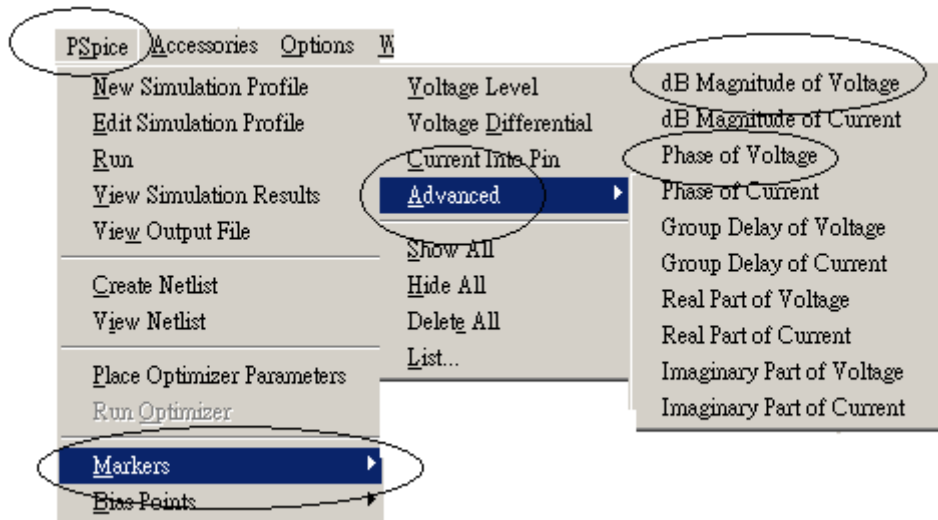 PSpice Accessories Options W
New Simulation Profile
Edit Simulation Profile
Run
View Simulation Results
View Output File
Create Netlist
View Netlist
Place Optimizer Parameters
Run Optimizer
Markers
Bias Points
Voltage Level
Voltage Differential
Current Into Pin
Advanced
Show All
Hide All
Delete All
List...
dB Magnitude of Voltage
dB Magnitude of Current
Phase of Voltage
Phase of Current
Group Delay of Voltage
Group Delay of Current
Real Part of Voltage
Real Part of Current
Imaginary Part of Voltage
Imaginary Part of Current